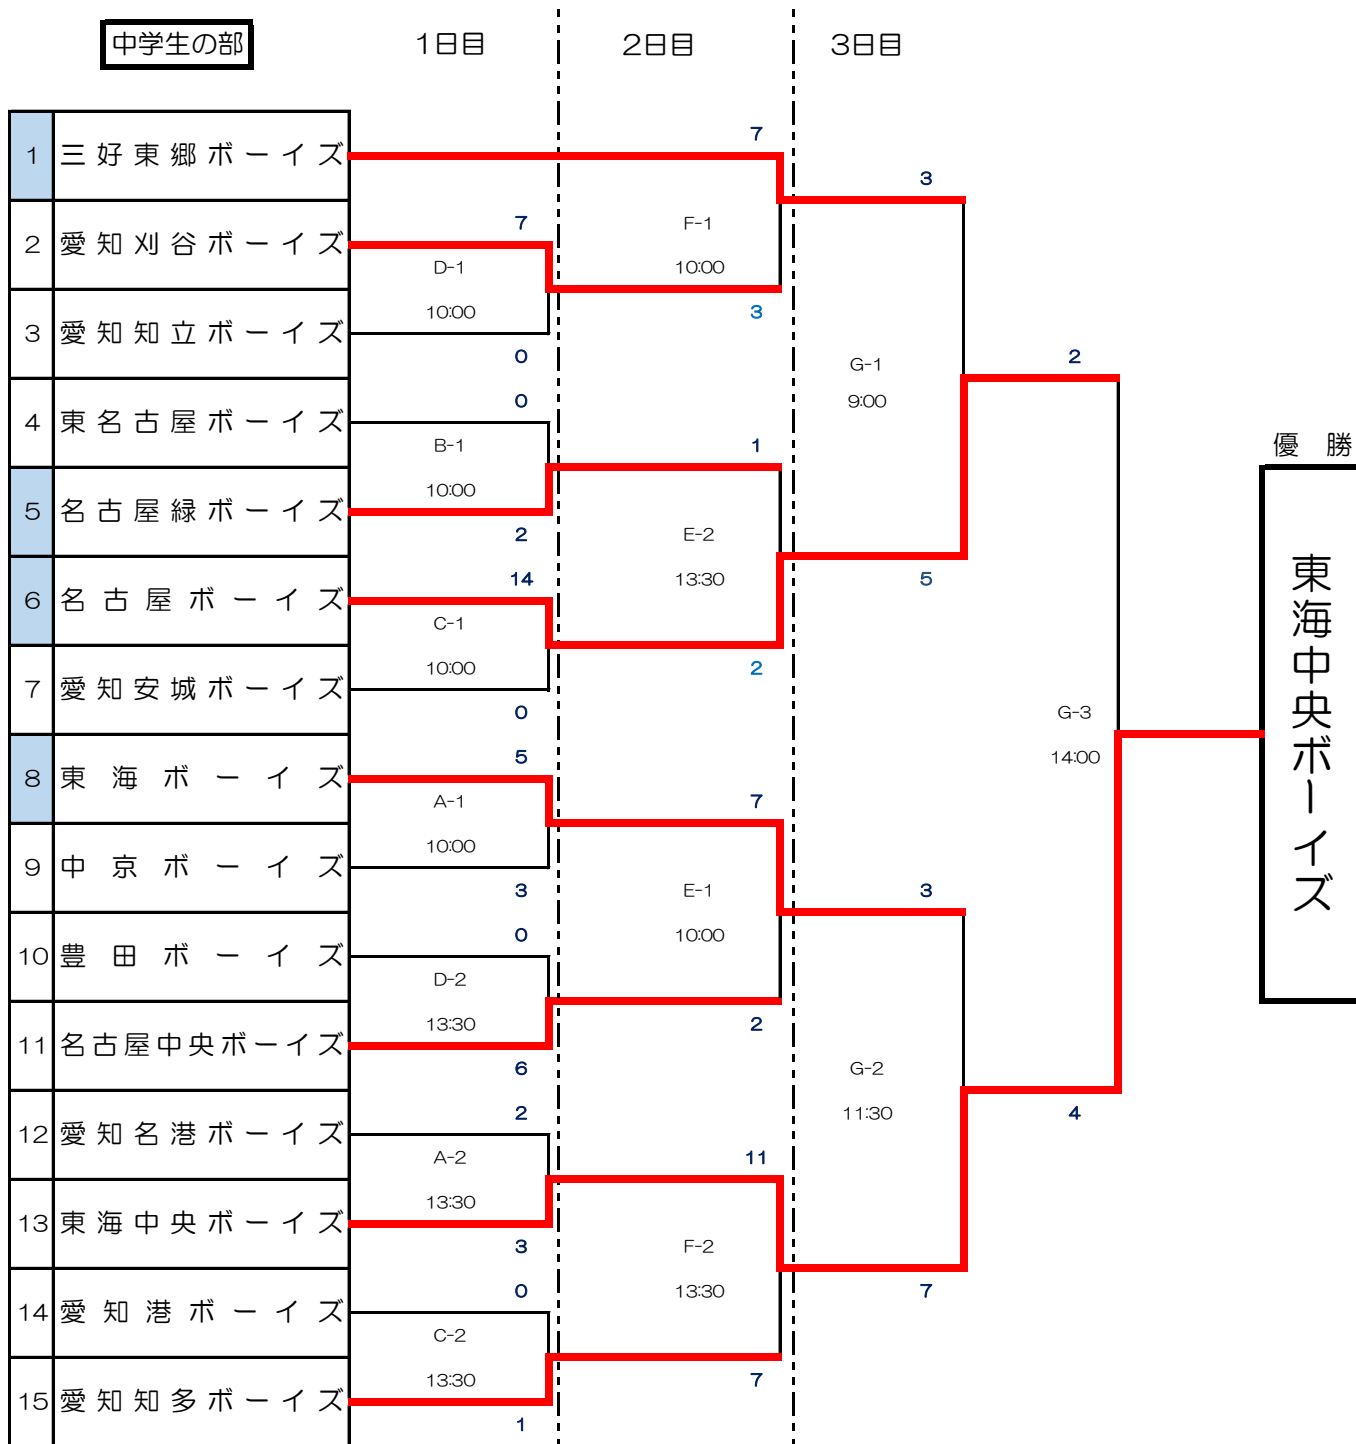 中学生の部 1日目 2日目 3日目
7
1 三好東郷ボーイズ
3
7 F-1
2 愛知刈谷ボーイズ
D-1 10:00
10:00 3
3 愛知知立ボーイズ
0 2
G-1
0 9:00
4 東名古屋ボーイズ
B-1 1 優勝
10:00
5 名古屋緑ボーイズ
2 E-2
14 13:30 5
6 名古屋ボーイズ
C-1
10:00 2
7 愛知安城ボーイズ
0 G-3
5 14:00
8 東海ボーイズ
A-1 7
10:00
9 中京ボーイズ
3 E-1 3
0 10:00
10 豊田ボーイズ
D-2
13:30 2
11 名古屋中央ボーイズ
6 G-2
2 11:30 4
12 愛知名港ボーイズ
A-2 11
13:30
13 東海中央ボーイズ
3 F-2
0 13:30 7
14 愛知港ボーイズ
C-2
13:30 7
15 愛知知多ボーイズ
1
東海中央ボーイズ